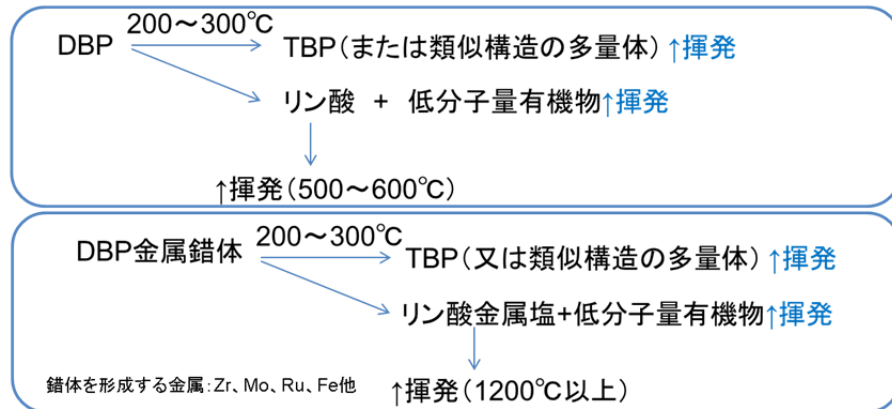 200～300℃
DBP TBP（または類似構造の多量体）↑揮発
リン酸 + 低分子量有機物↑揮発
↑揮発（500～600℃）
200～300℃
DBP金属錯体 TBP（又は類似構造の多量体）↑揮発
リン酸金属塩+低分子量有機物↑揮発
錯体を形成する金属：Zr、Mo、Ru、Fe他 ↑揮発（1200℃以上）